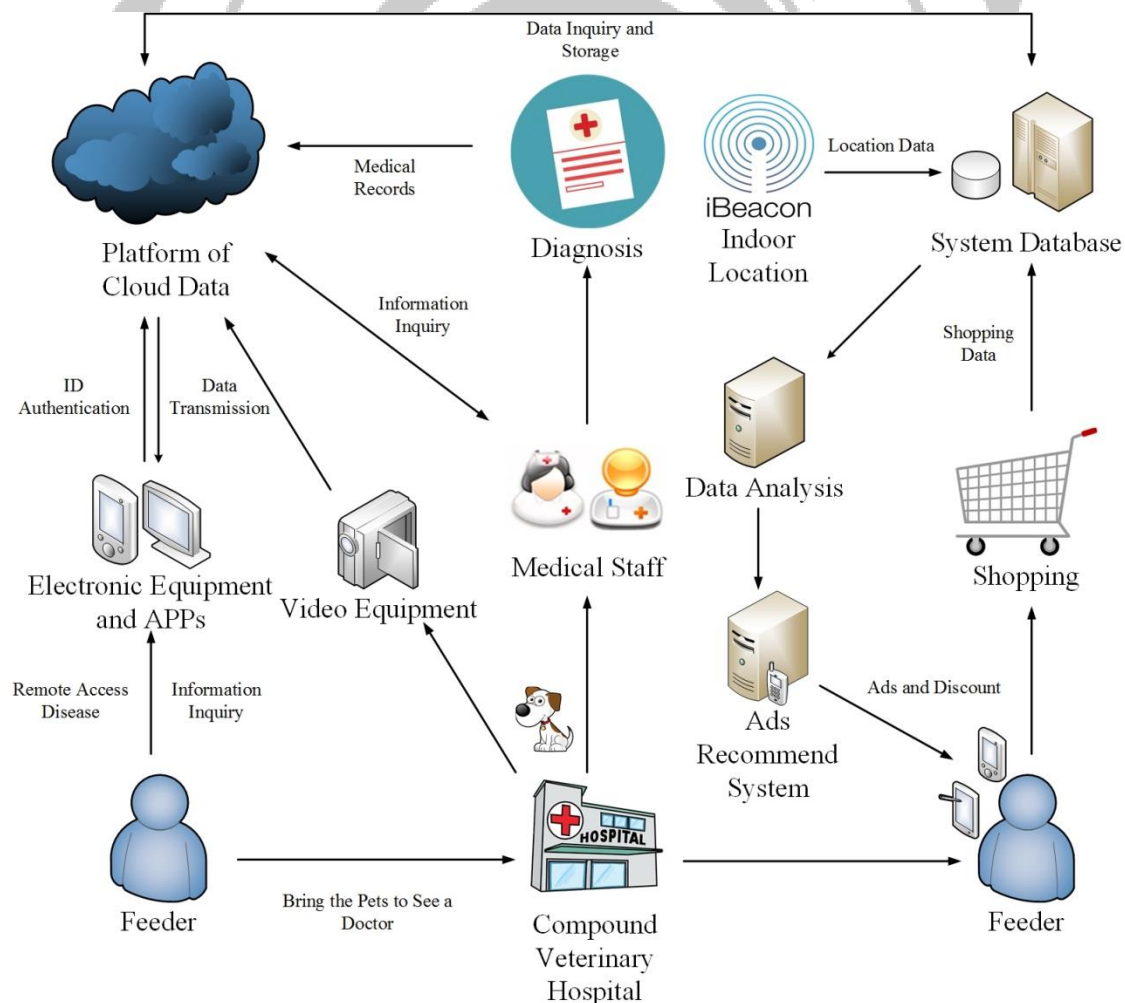 Data Inquiry and
Storage
Medical
Records
Location Data
iBeacon
Indoor
Location
Diagnosis
System Database
Platform of
Cloud Data
Information
Inquiry
Shopping
Data
ID
Authentication
Data
Transmission
Data Analysis
Medical Staff
Shopping
Electronic Equipment
and APPs
Video Equipment
Remote Access
Disease
Information
Inquiry
Ads and Discount
Ads
Recommend
System
HOSPITAL
Bring the Pets to See a
Doctor
Feeder
Compound
Veterinary
Hospital
Feeder